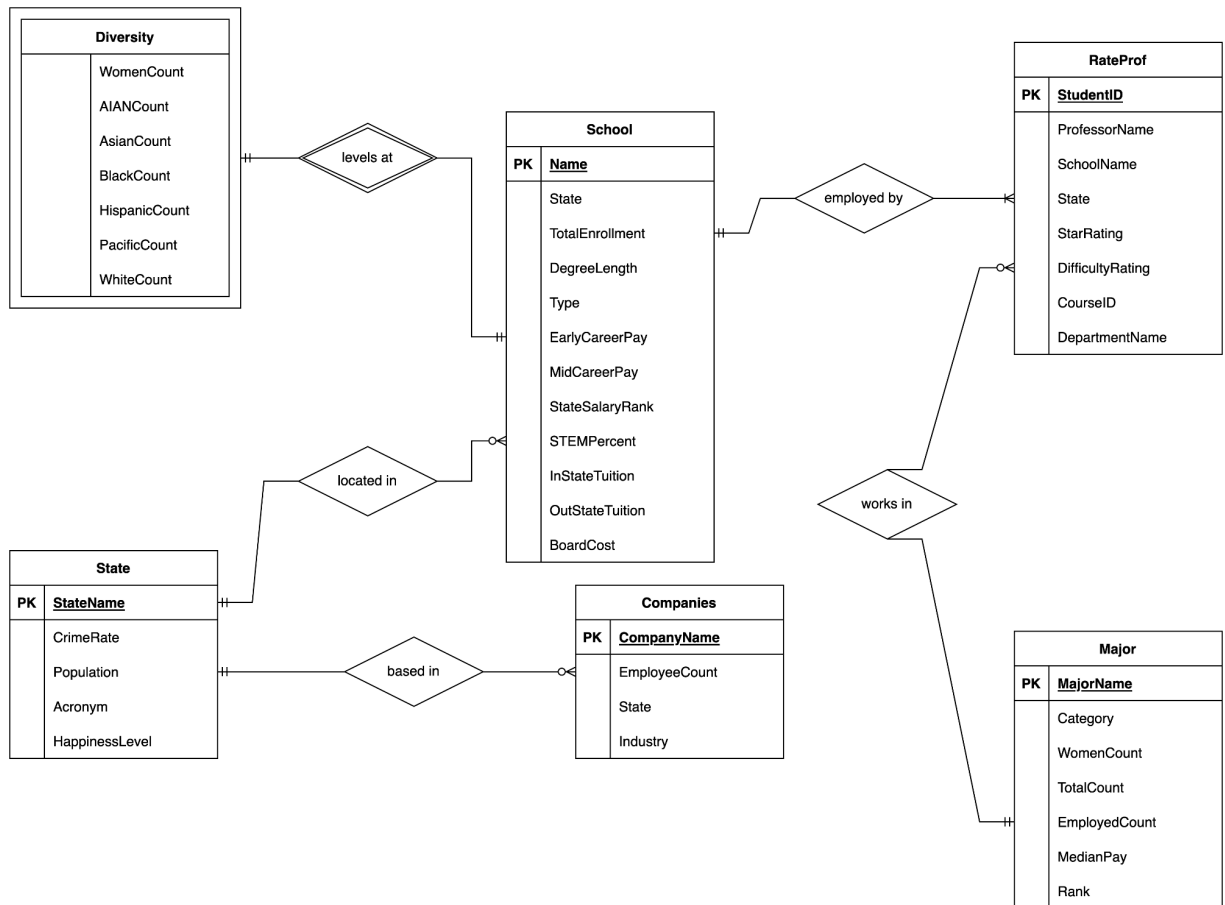 Diversity
WomenCount
AIANCount
AsianCount
BlackCount
HispanicCount
PacificCount
WhiteCount
levels at
School
PK Name
State
TotalEnrollment
DegreeLength
Type
EarlyCareerPay
MidCareerPay
StateSalaryRank
STEMPercent
InStateTuition
OutStateTuition
BoardCost
employed by
RateProf
PK StudentID
ProfessorName
SchoolName
State
StarRating
DifficultyRating
CourseID
DepartmentName
located in
works in
State
PK StateName
CrimeRate
Population
Acronym
HappinessLevel
based in
Companies
PK CompanyName
EmployeeCount
State
Industry
Major
PK MajorName
Category
WomenCount
TotalCount
EmployedCount
MedianPay
Rank